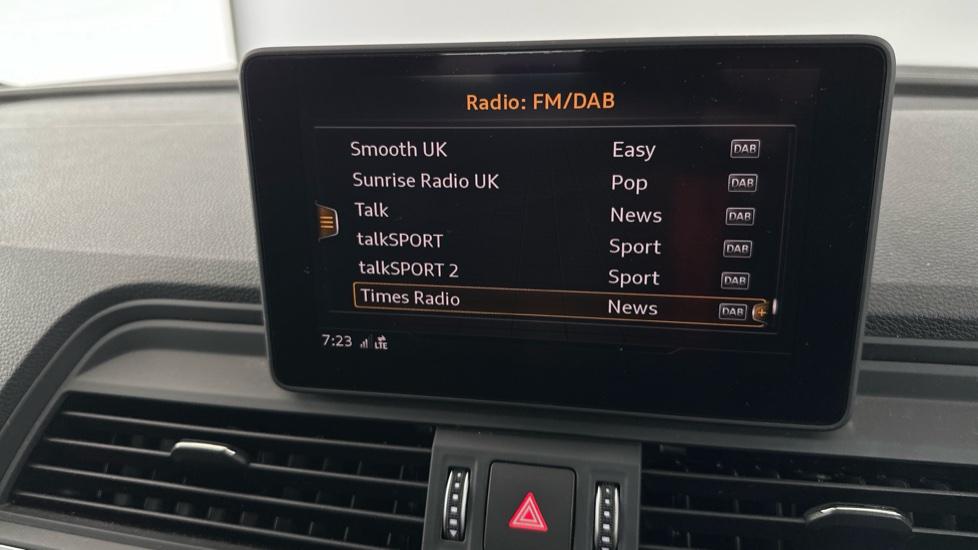 Radio: FM/DAB
Smooth UK Easy DAB
Sunrise Radio UK Pop DAB
Talk News DAB
talkSPORT Sport DAB
talkSPORT 2 Sport DAB
Times Radio News DAB +
7:23 LTE